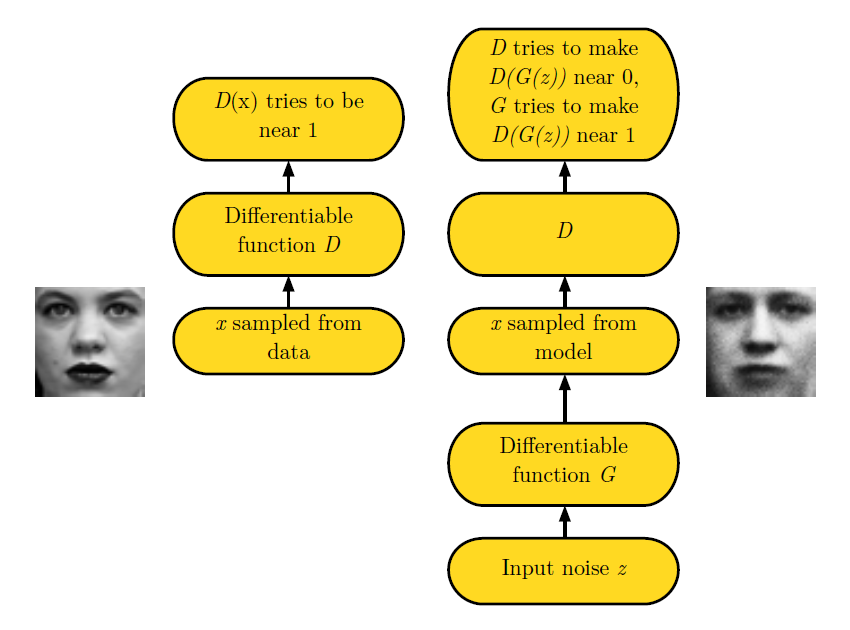 D(x) tries to be
near 1
Differentiable
function D
x sampled from
data
D tries to make
D(G(z)) near 0,
G tries to make
D(G(z)) near 1
D
x sampled from
model
Differentiable
function G
Input noise z